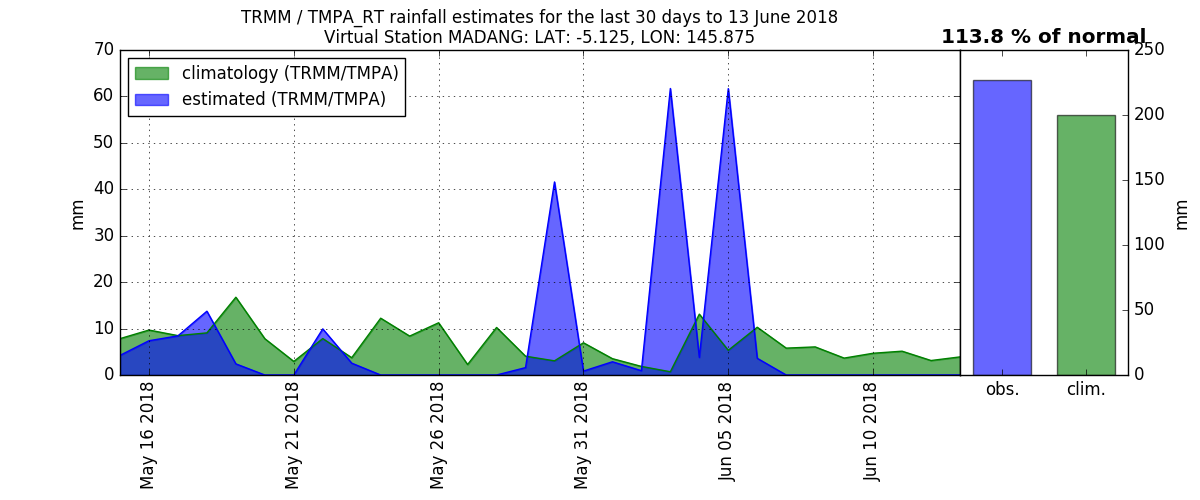 TRMM / TMPA_RT rainfall estimates for the last 30 days to 13 June 2018
Virtual Station MADANG: LAT: -5.125, LON: 145.875
113.8 % of normal
climatology (TRMM/TMPA)
estimated (TRMM/TMPA)
70
60
50
40
30
20
10
0
mm
May 16 2018
May 21 2018
May 26 2018
May 31 2018
Jun 05 2018
Jun 10 2018
250
200
150
100
50
0
mm
obs.
clim.